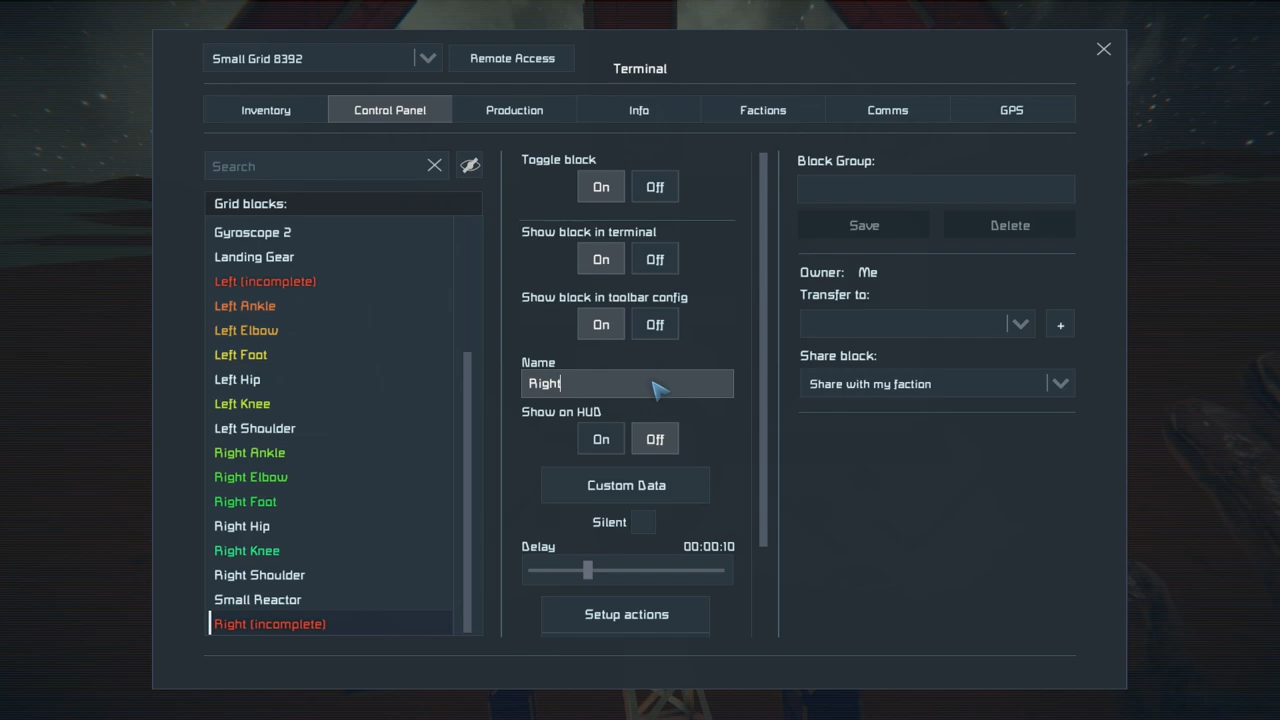 Small Grid 8392
Remote Access
Terminal
Inventory
Control Panel
Production
Info
Factions
Comms
GPS
Search
Grid blocks:
Gyroscope 2
Landing Gear
Left (incomplete)
Left Ankle
Left Elbow
Left Foot
Left Hip
Left Knee
Left Shoulder
Right Ankle
Right Elbow
Right Foot
Right Hip
Right Knee
Right Shoulder
Small Reactor
Right (incomplete)
Toggle block
On Off
Show block in terminal
On Off
Show block in toolbar config
On Off
Name
Right
Show on HUD
On Off
Custom Data
Silent
Delay 00:00:10
Setup actions
Block Group:
Save Delete
Owner: Me
Transfer to:
+
Share block:
Share with my faction